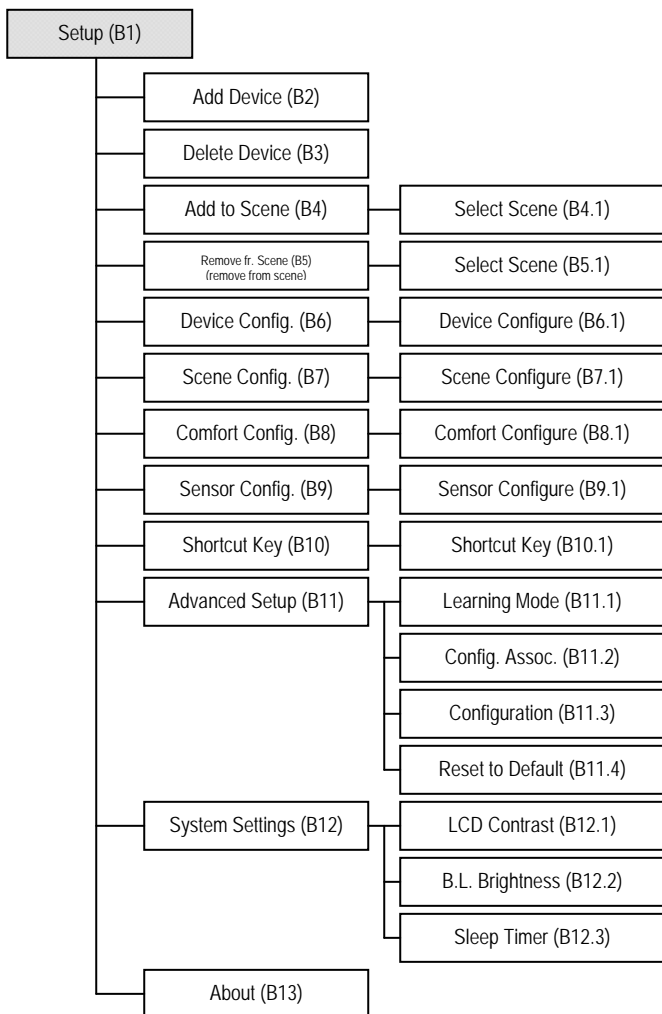 Setup (B1)
Add Device (B2)
Delete Device (B3)
Add to Scene (B4)
Select Scene (B4.1)
Remove fr. Scene (B5)
(remove from scene)
Select Scene (B5.1)
Device Config. (B6)
Device Configure (B6.1)
Scene Config. (B7)
Scene Configure (B7.1)
Comfort Config. (B8)
Comfort Configure (B8.1)
Sensor Config. (B9)
Sensor Configure (B9.1)
Shortcut Key (B10)
Shortcut Key (B10.1)
Advanced Setup (B11)
Learning Mode (B11.1)
Config. Assoc. (B11.2)
Configuration (B11.3)
Reset to Default (B11.4)
System Settings (B12)
LCD Contrast (B12.1)
B.L. Brightness (B12.2)
Sleep Timer (B12.3)
About (B13)